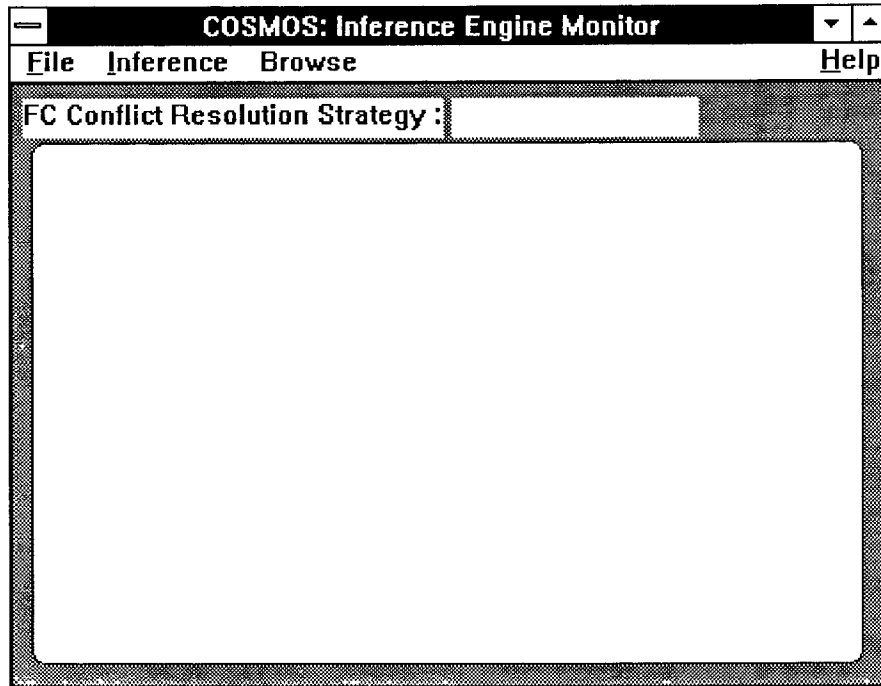 COSMOS: Inference Engine Monitor
File Inference Browse Help
FC Conflict Resolution Strategy :